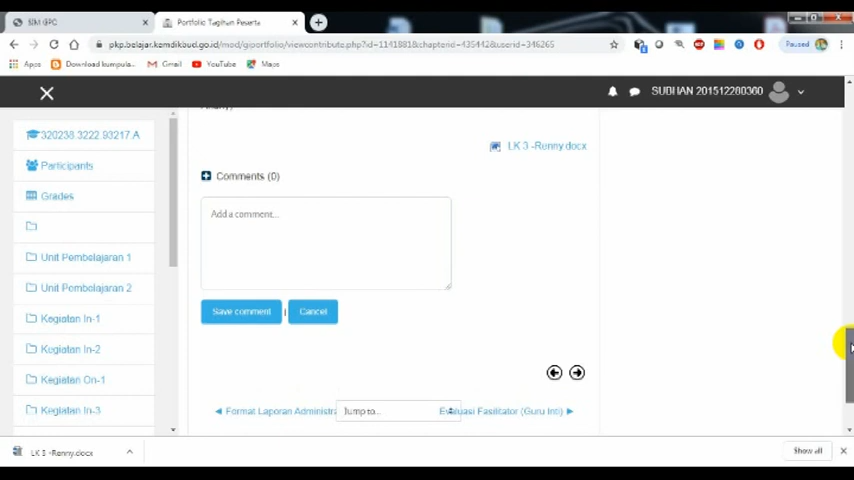 SIM GPO
Portfolio Tagihan Peserta
pkp.belajar.kemdikbud.go.id/mod/giportfolio/viewcontribute.php?id=1141881&chapterid=435442&userid=346265
Paused
Apps
Download kumpula...
Gmail
YouTube
Maps
SUBHAN 201512280360
320238.3222.93217.A
Participants
Grades
Unit Pembelajaran 1
Unit Pembelajaran 2
Kegiatan In-1
Kegiatan In-2
Kegiatan On-1
Kegiatan In-3
LK 3 -Renny.docx
Comments (0)
Add a comment...
Save comment | Cancel
◄ Format Laporan Administra
Jump to...
Evaluasi Fasilitator (Guru Inti) ►
LK 3 -Renny.docx
Show all